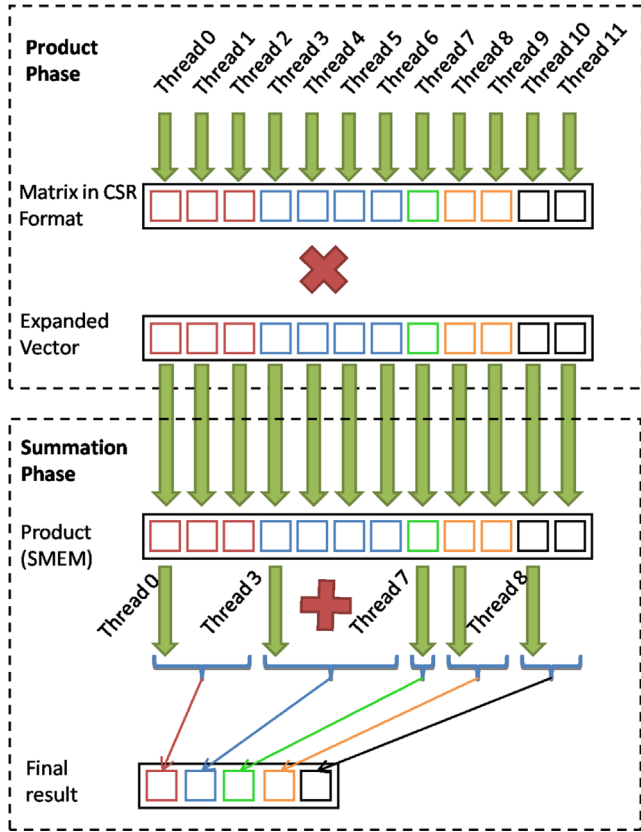 Product
Phase
Thread 0
Thread 1
Thread 2
Thread 3
Thread 4
Thread 5
Thread 6
Thread 7
Thread 8
Thread 9
Thread 10
Thread 11
Matrix in CSR
Format
Expanded
Vector
Summation
Phase
Product
(SMEM)
Thread 0
Thread 3
Thread 7
Thread 8
Final
result